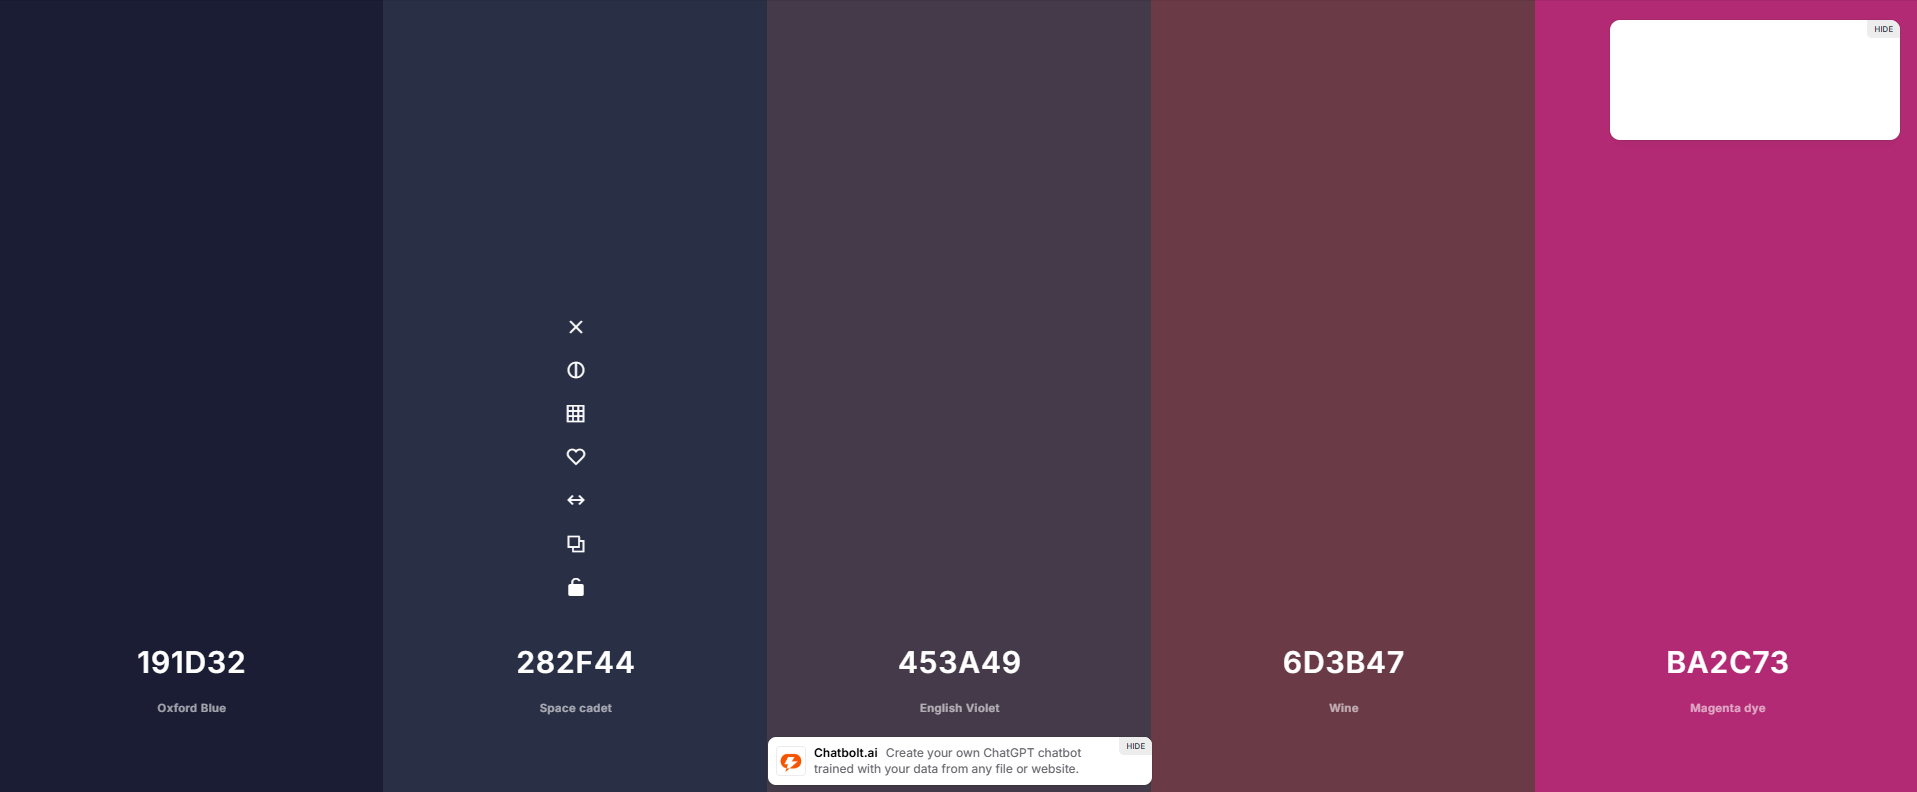 HIDE
191D32
Oxford Blue
282F44
Space cadet
453A49
English Violet
6D3B47
Wine
BA2C73
Magenta dye
Chatbolt.ai Create your own ChatGPT chatbot
trained with your data from any file or website.
HIDE